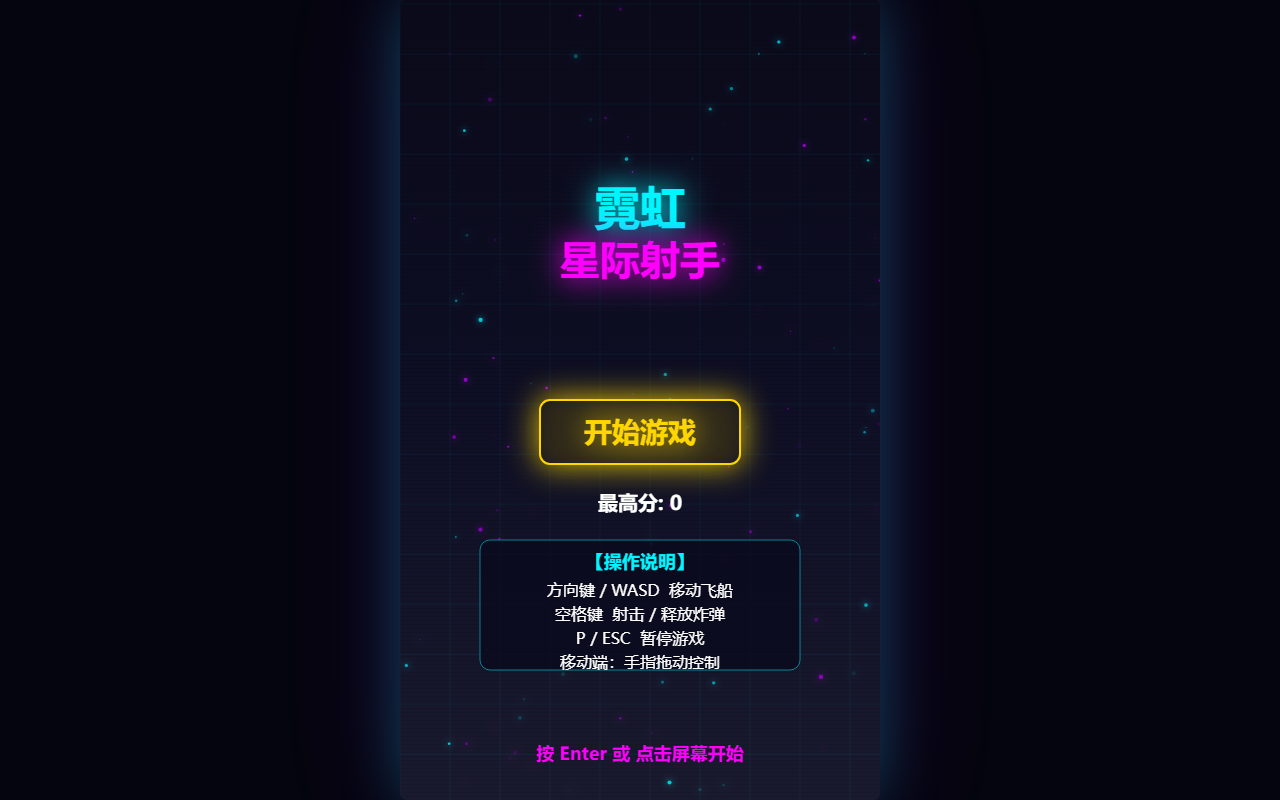 霓虹
星际射手
开始游戏
最高分: 0
【操作说明】
方向键 / WASD  移动飞船
空格键  射击 / 释放炸弹
P / ESC  暂停游戏
移动端：手指拖动控制
按 Enter 或 点击屏幕开始